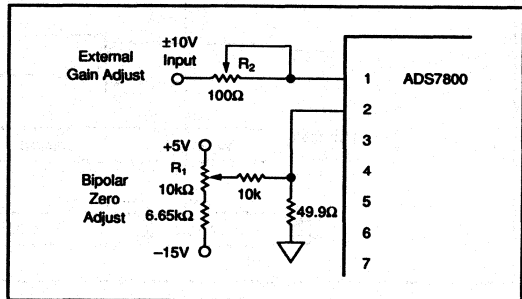 External
Gain Adjust
±10V
Input
R2
100Ω
1
ADS7800
2
3
4
5
6
7
+5V
R1
10kΩ
10k
Bipolar
Zero
Adjust
6.65kΩ
49.9Ω
–15V